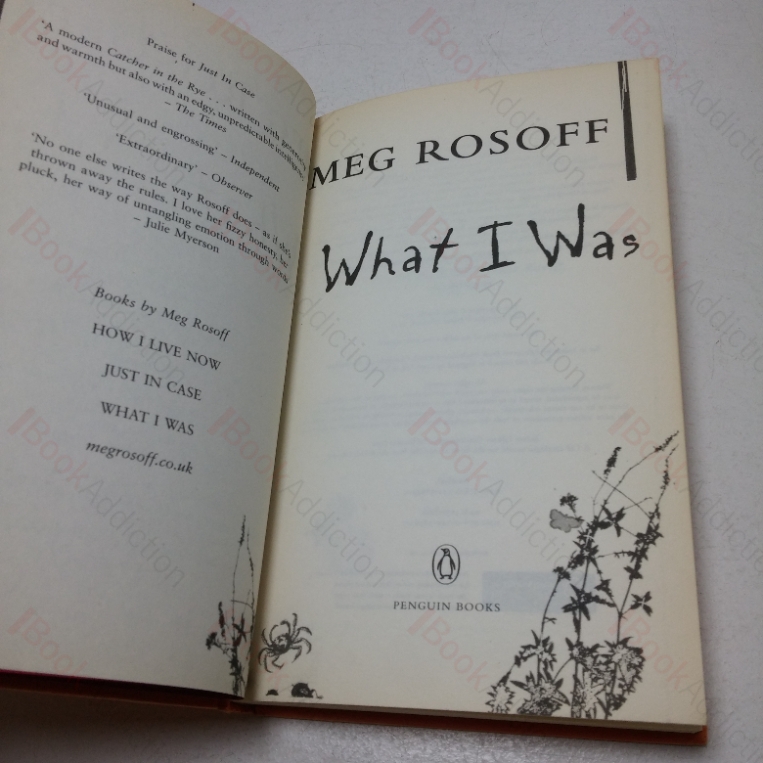 Praise for Just In Case
'A modern Catcher in the Rye . . . written with
and warmth but also with an edgy, unpredictable intelligence'
– The Times
'Unusual and engrossing' – Independent
'Extraordinary' – Observer
'No one else writes the way Rosoff does – as if she's
thrown away the rules. I love her fizzy honesty, her
pluck, her way of untangling emotion through words'
– Julie Myerson
Books by Meg Rosoff
HOW I LIVE NOW
JUST IN CASE
WHAT I WAS
megrosoff.co.uk
MEG ROSOFF
What I Was
PENGUIN BOOKS
BookAddiction